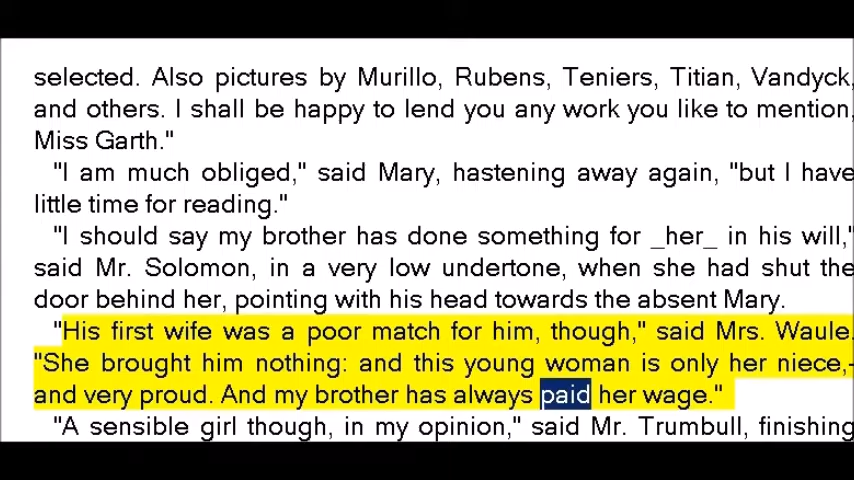 selected. Also pictures by Murillo, Rubens, Teniers, Titian, Vandyck,
and others. I shall be happy to lend you any work you like to mention,
Miss Garth."
"I am much obliged," said Mary, hastening away again, "but I have
little time for reading."
"I should say my brother has done something for _her_ in his will,"
said Mr. Solomon, in a very low undertone, when she had shut the
door behind her, pointing with his head towards the absent Mary.
"His first wife was a poor match for him, though," said Mrs. Waule.
"She brought him nothing: and this young woman is only her niece,-
and very proud. And my brother has always paid her wage."
"A sensible girl though, in my opinion," said Mr. Trumbull, finishing